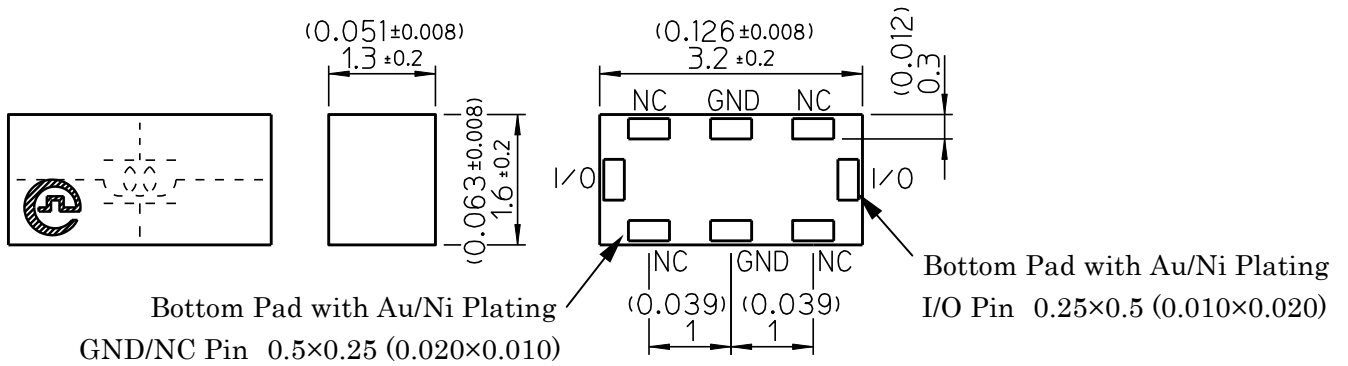 (0.051±0.008)
1.3 ±0.2
(0.063±0.008)
1.6 ±0.2
(0.126±0.008)
3.2 ±0.2
(0.012)
0.3
NC GND NC
I/O I/O
NC GND NC
(0.039) (0.039)
1 1
Bottom Pad with Au/Ni Plating
GND/NC Pin 0.5×0.25 (0.020×0.010)
Bottom Pad with Au/Ni Plating
I/O Pin 0.25×0.5 (0.010×0.020)